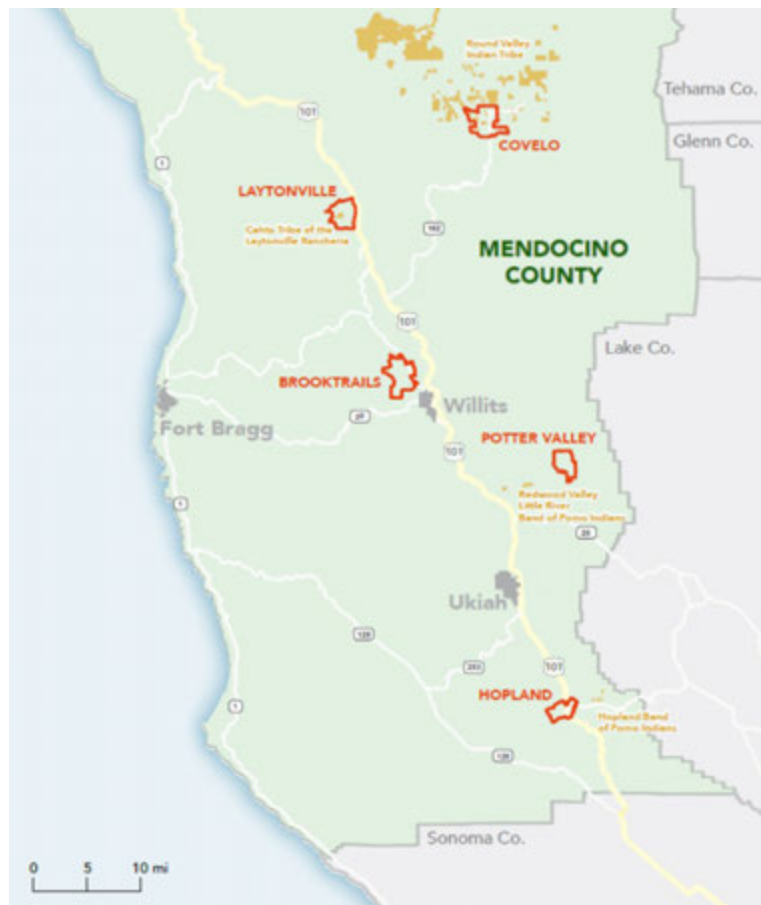 Round Valley
Indian Tribe
Tehama Co.
101
Glenn Co.
COVELO
1
LAYTONVILLE
162
Cahto Tribe of the
Laytonville Rancheria
MENDOCINO
COUNTY
101
Lake Co.
BROOKTRAILS
Willits
20
Fort Bragg
POTTER VALLEY
101
Redwood Valley
Little River
Band of Pomo Indians
1
20
Ukiah
128
253
101
HOPLAND
1
Hopland Band
of Pomo Indians
128
Sonoma Co.
0 5 10 mi